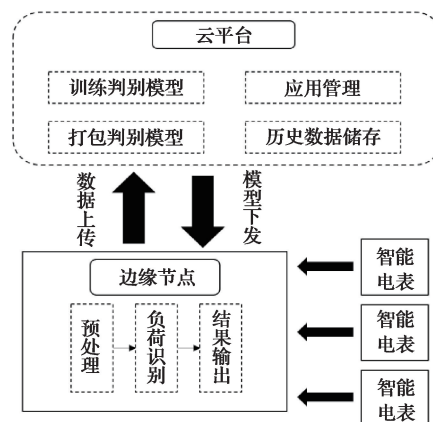 云平台
训练判别模型
应用管理
打包判别模型
历史数据储存
数据上传
模型下发
边缘节点
预处理
负荷识别
结果输出
智能
电表
智能
电表
智能
电表